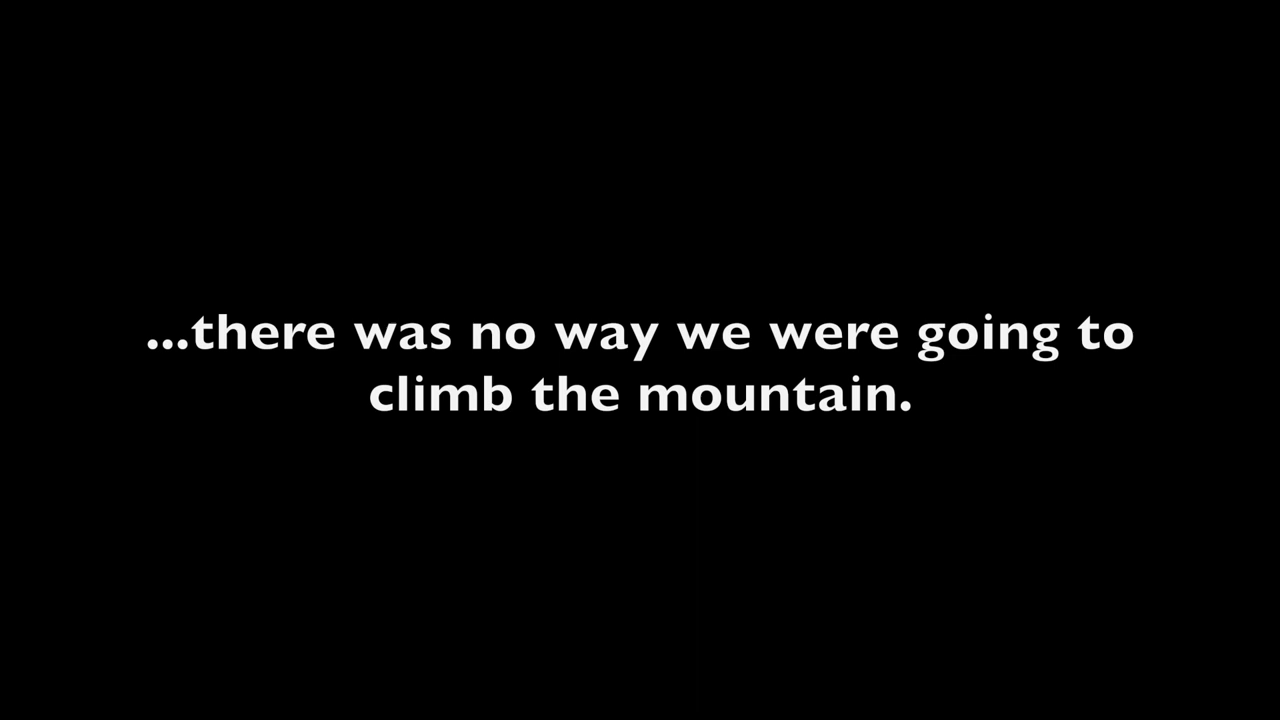 ...there was no way we were going to
climb the mountain.